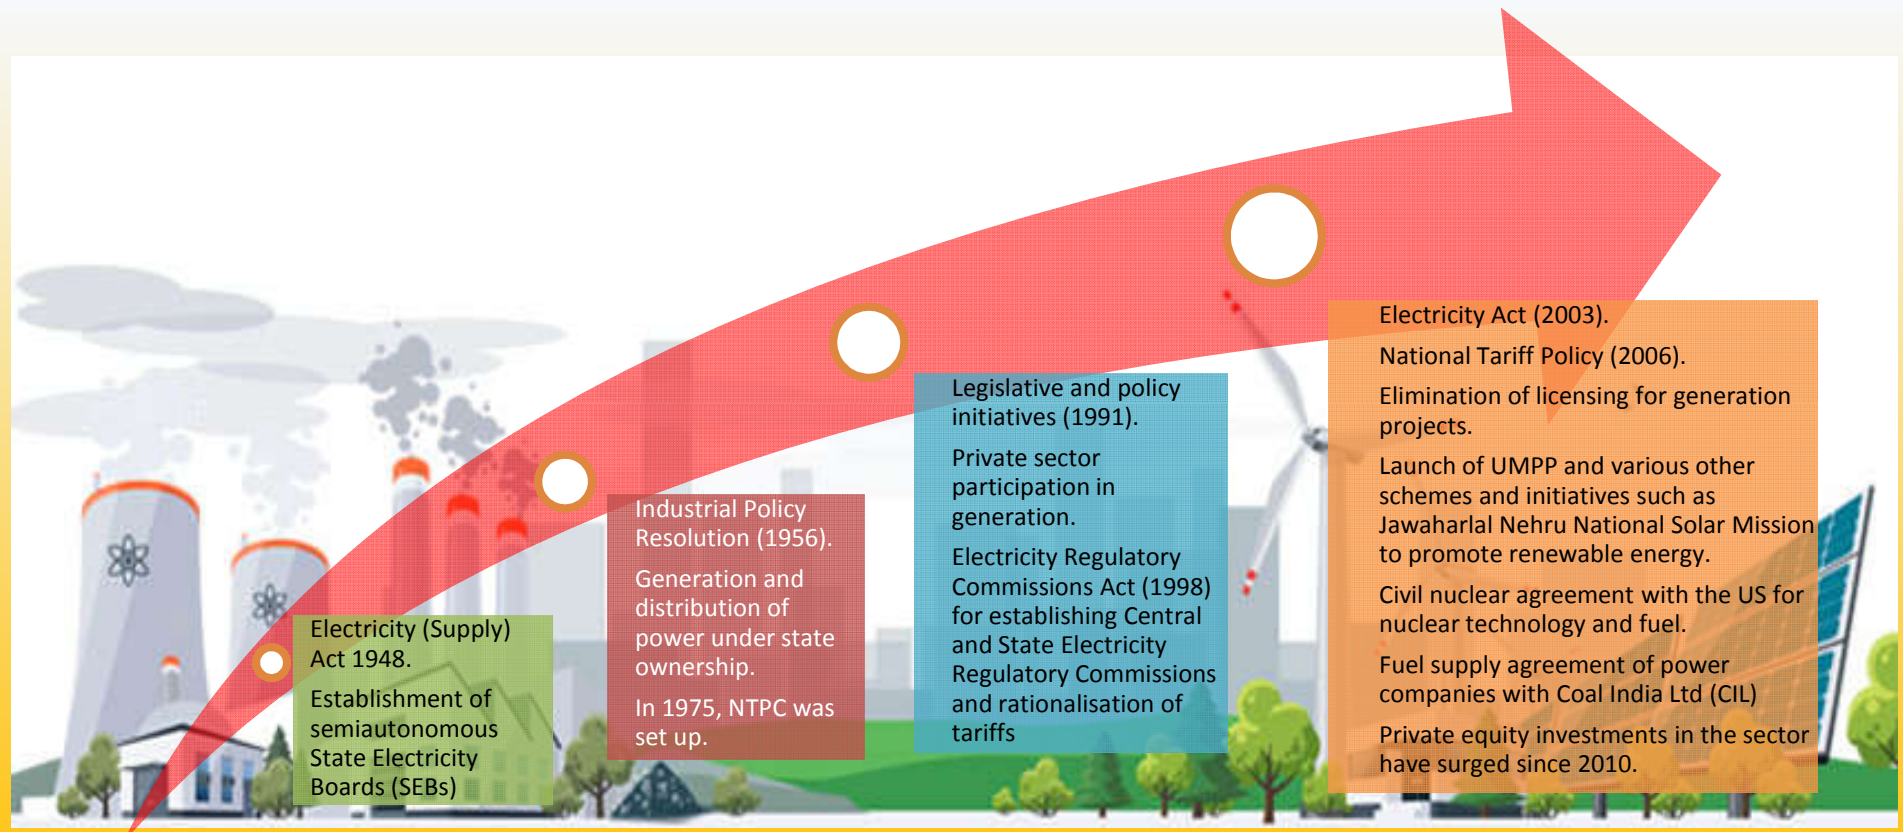 Electricity (Supply)
Act 1948.
Establishment of
semiautonomous
State Electricity
Boards (SEBs)
Industrial Policy
Resolution (1956).
Generation and
distribution of
power under state
ownership.
In 1975, NTPC was
set up.
Legislative and policy
initiatives (1991).
Private sector
participation in
generation.
Electricity Regulatory
Commissions Act (1998)
for establishing Central
and State Electricity
Regulatory Commissions
and rationalisation of
tariffs
Electricity Act (2003).
National Tariff Policy (2006).
Elimination of licensing for generation
projects.
Launch of UMPP and various other
schemes and initiatives such as
Jawaharlal Nehru National Solar Mission
to promote renewable energy.
Civil nuclear agreement with the US for
nuclear technology and fuel.
Fuel supply agreement of power
companies with Coal India Ltd (CIL)
Private equity investments in the sector
have surged since 2010.